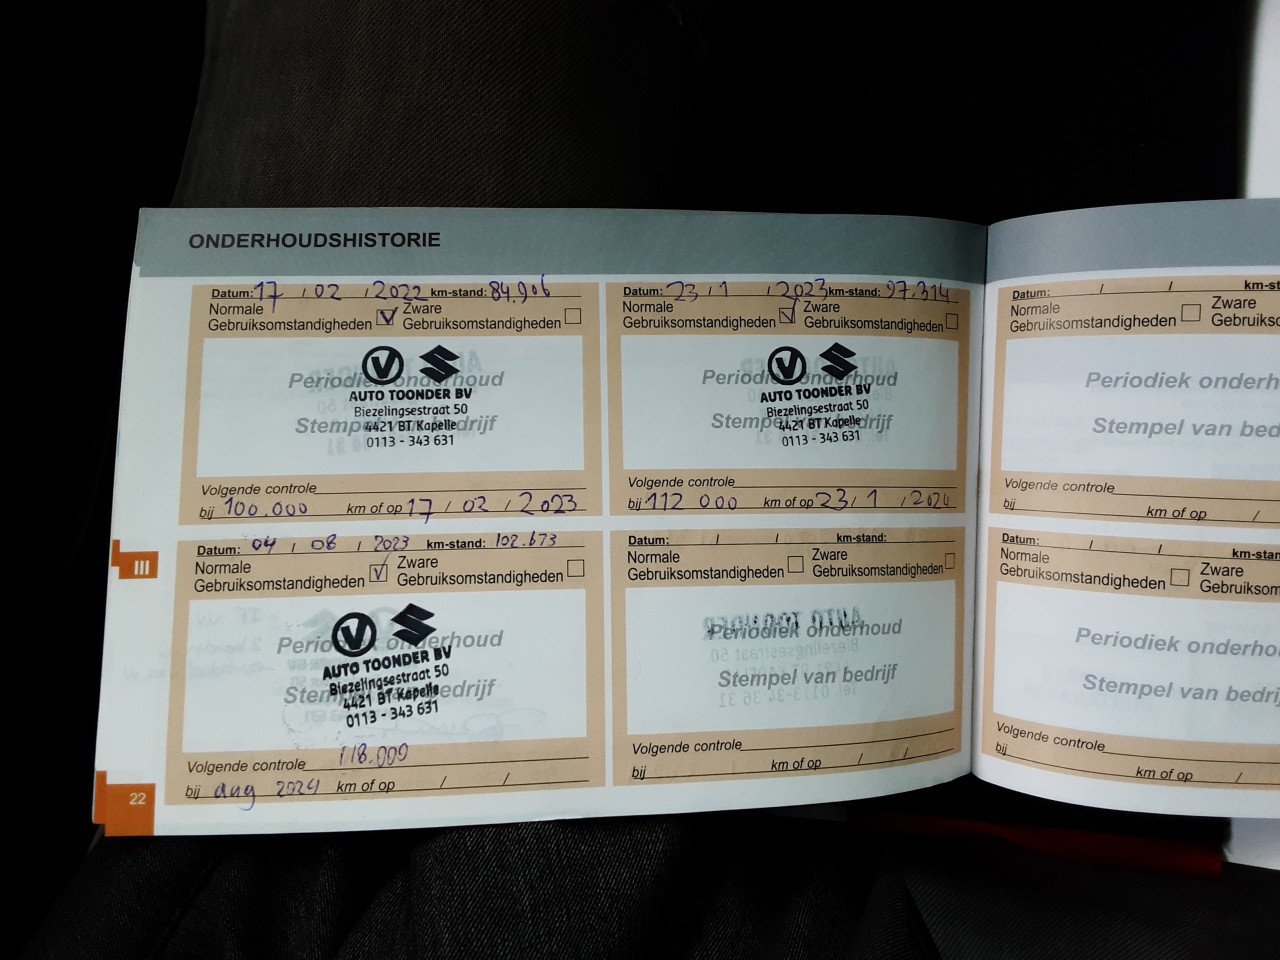 ONDERHOUDSHISTORIE
Datum: 17 / 02 / 2022 km-stand: 84.906
Normale Gebruiksomstandigheden V Zware Gebruiksomstandigheden
Periodiek onderhoud
Stempel van bedrijf
AUTO TOONDER BV
Biezelingsestraat 50
4421 BT Kapelle
0113 - 343 631
Volgende controle
bij 100.000 km of op 17 / 02 / 2023
Datum: 23 / 1 / 2023 km-stand: 97.314
Normale Gebruiksomstandigheden V Zware Gebruiksomstandigheden
Periodiek onderhoud
Stempel van bedrijf
AUTO TOONDER BV
Biezelingsestraat 50
4421 BT Kapelle
0113 - 343 631
Volgende controle
bij 112 000 km of op 23 / 1 / 2024
Datum: / /
Normale Gebruiksomstandigheden Zware
Periodiek
Stempel van
Volgende controle
bij km of op /
III
Datum: 04 / 08 / 2023 km-stand: 102.673
Normale Gebruiksomstandigheden V Zware Gebruiksomstandigheden
Periodiek onderhoud
Stempel van bedrijf
AUTO TOONDER BV
Biezelingsestraat 50
4421 BT Kapelle
0113 - 343 631
Volgende controle 118.000
bij aug 2024 km of op / /
Datum: / / km-stand:
Normale Gebruiksomstandigheden Zware Gebruiksomstandigheden
Periodiek onderhoud
Stempel van bedrijf
Volgende controle
bij km of op / /
Datum: / / km-stan
Normale Gebruiksomstandigheden Zware
Periodiek
Stempel van
Volgende controle
bij km of op /
22